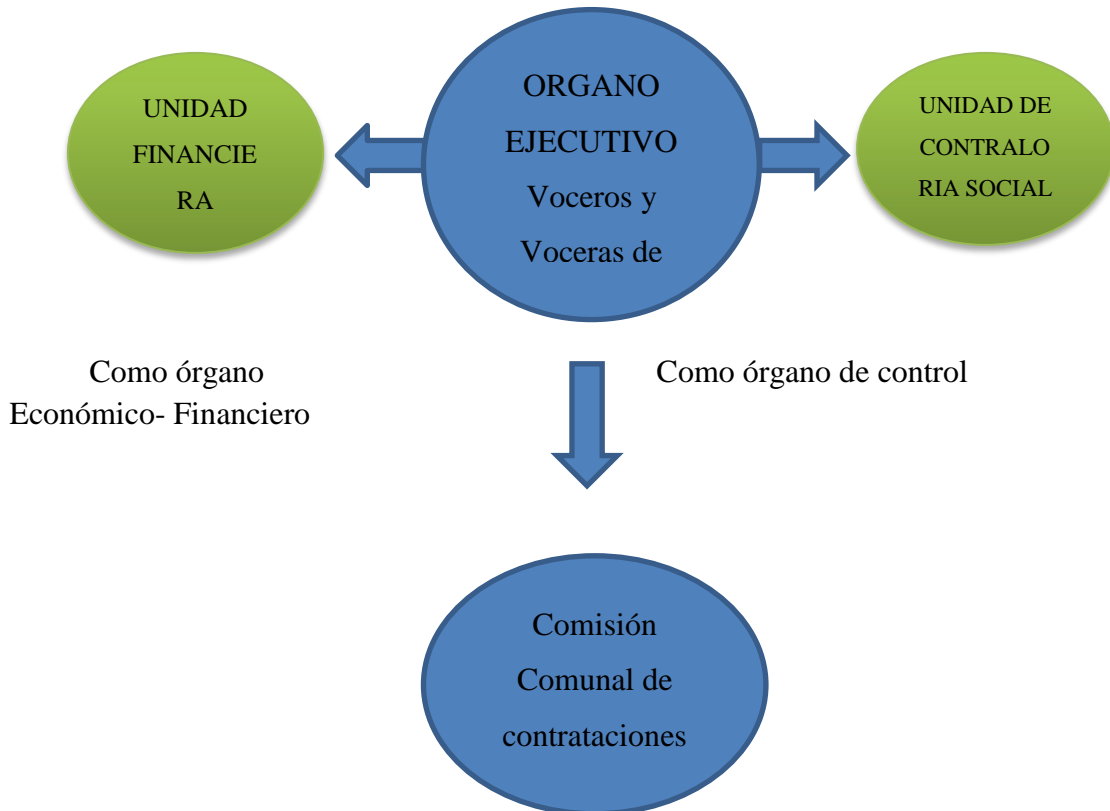 UNIDAD
FINANCIE
RA
ORGANO
EJECUTIVO
Voceros y
Voceras de
UNIDAD DE
CONTRALO
RIA SOCIAL
Como órgano
Económico- Financiero
Como órgano de control
Comisión
Comunal de
contrataciones